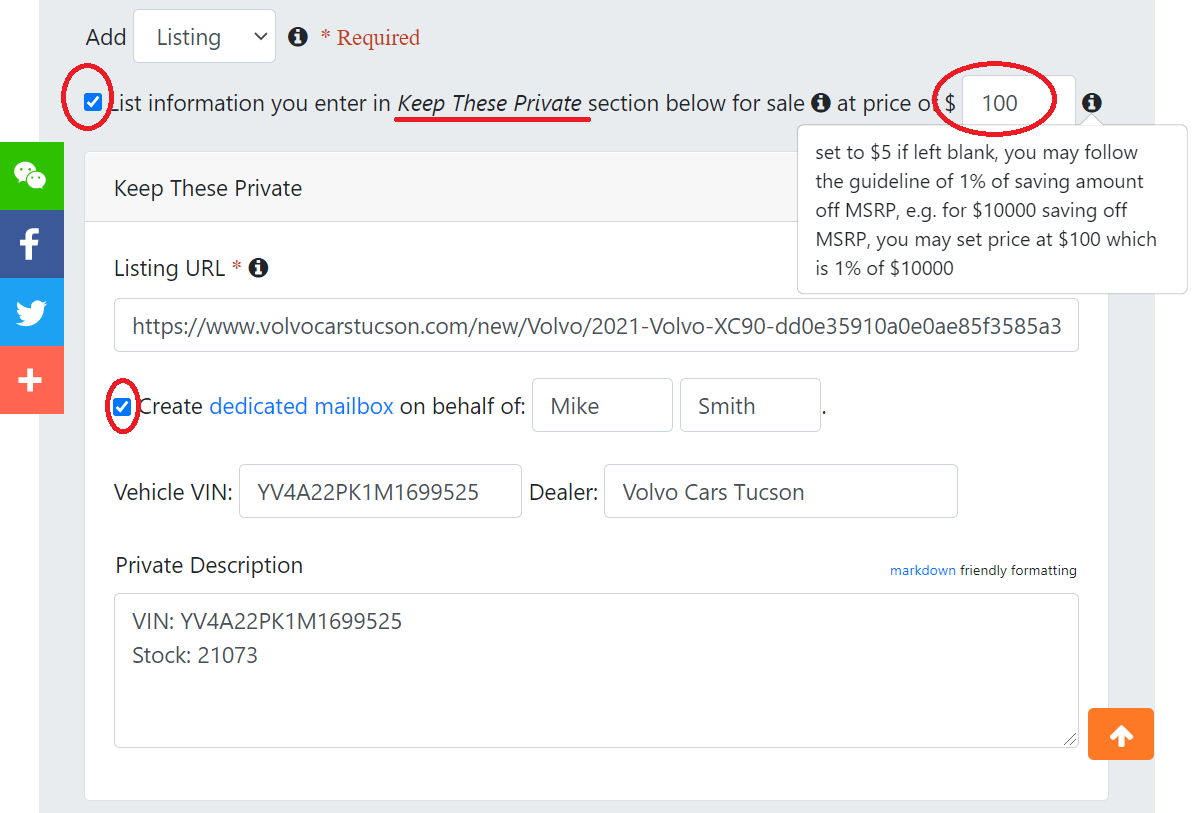 Add Listing * Required
List information you enter in Keep These Private section below for sale at price of $ 100
set to $5 if left blank, you may follow
the guideline of 1% of saving amount
off MSRP, e.g. for $10000 saving off
MSRP, you may set price at $100 which
is 1% of $10000
Keep These Private
Listing URL *
https://www.volvocarstucson.com/new/Volvo/2021-Volvo-XC90-dd0e35910a0e0ae85f3585a3
Create dedicated mailbox on behalf of: Mike Smith .
Vehicle VIN: YV4A22PK1M1699525 Dealer: Volvo Cars Tucson
Private Description
markdown friendly formatting
VIN: YV4A22PK1M1699525
Stock: 21073